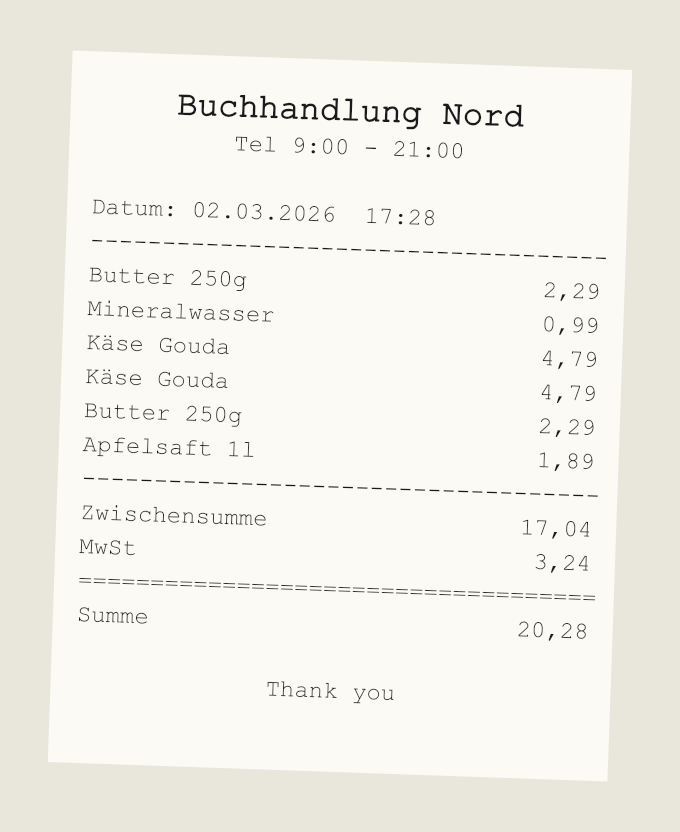 Buchhandlung Nord
Tel 9:00 - 21:00
Datum: 02.03.2026  17:28
------------------------------------
Butter 250g 2,29
Mineralwasser 0,99
Käse Gouda 4,79
Käse Gouda 4,79
Butter 250g 2,29
Apfelsaft 1l 1,89
------------------------------------
Zwischensumme 17,04
MwSt 3,24
====================================
Summe 20,28
Thank you